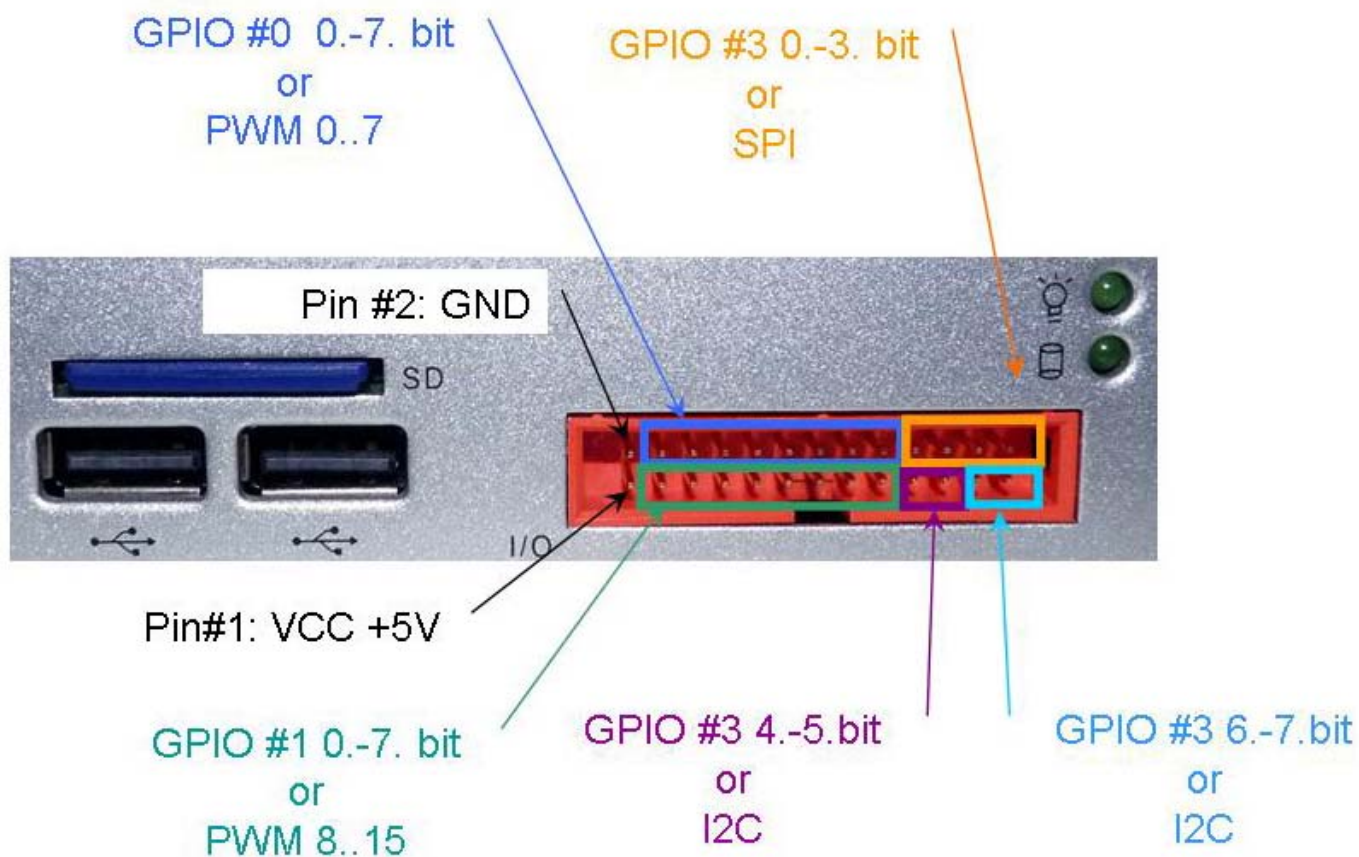 GPIO #0 0.-7. bit
or
PWM 0..7
GPIO #3 0.-3. bit
or
SPI
Pin #2: GND
SD
I/O
Pin#1: VCC +5V
GPIO #1 0.-7. bit
or
PWM 8..15
GPIO #3 4.-5.bit
or
I2C
GPIO #3 6.-7.bit
or
I2C